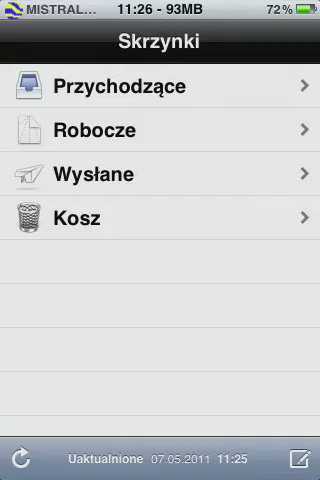 MISTRAL... 11:26 - 93MB 72%
Skrzynki
Przychodzące
Robocze
Wysłane
Kosz
Uaktualnione 07.05.2011 11:25